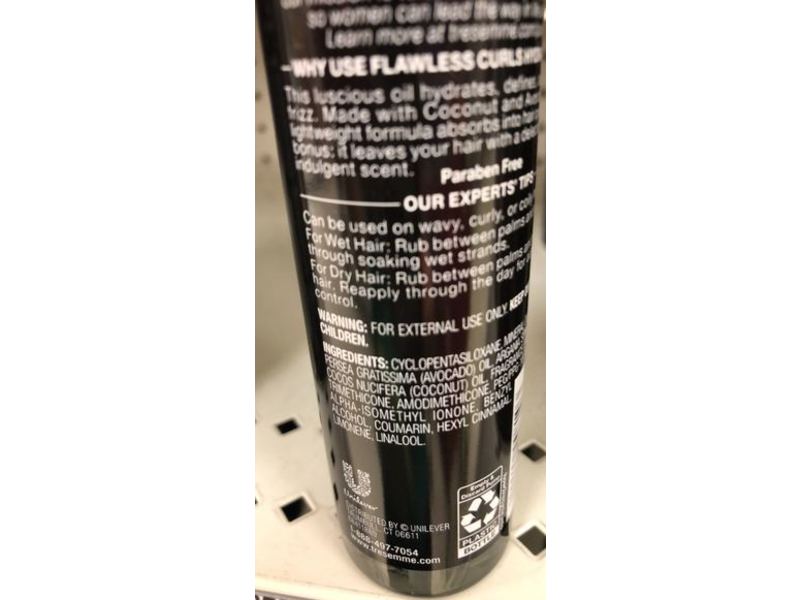 so women can lead the way in
Learn more at tresemme.com
WHY USE FLAWLESS CURLS
This luscious oil hydrates, defines
frizz. Made with Coconut and
lightweight formula absorbs into
bonus: it leaves your hair with a
indulgent scent.
Paraben Free
OUR EXPERTS' TIPS
Can be used on wavy, curly, or
For Wet Hair: Rub between palms and
through soaking wet strands.
For Dry Hair: Rub between palms
hair. Reapply through the day for
control.
WARNING: FOR EXTERNAL USE ONLY. KEEP
CHILDREN.
INGREDIENTS: CYCLOPENTASILOXANE,
PERSEA GRATISSIMA (AVOCADO) OIL,
COCOS NUCIFERA (COCONUT) OIL,
TRIMETHICONE, AMODIMETHICONE,
ALPHA-ISOMETHYL IONONE, BENZYL
ALCOHOL, COUMARIN, HEXYL CINNAMAL,
LIMONENE, LINALOOL.
Unilever
DISTRIBUTED BY © UNILEVER
CT 06611
1-888-497-7054
www.tresemme.com
Empty &
PLASTIC
BOTTLE